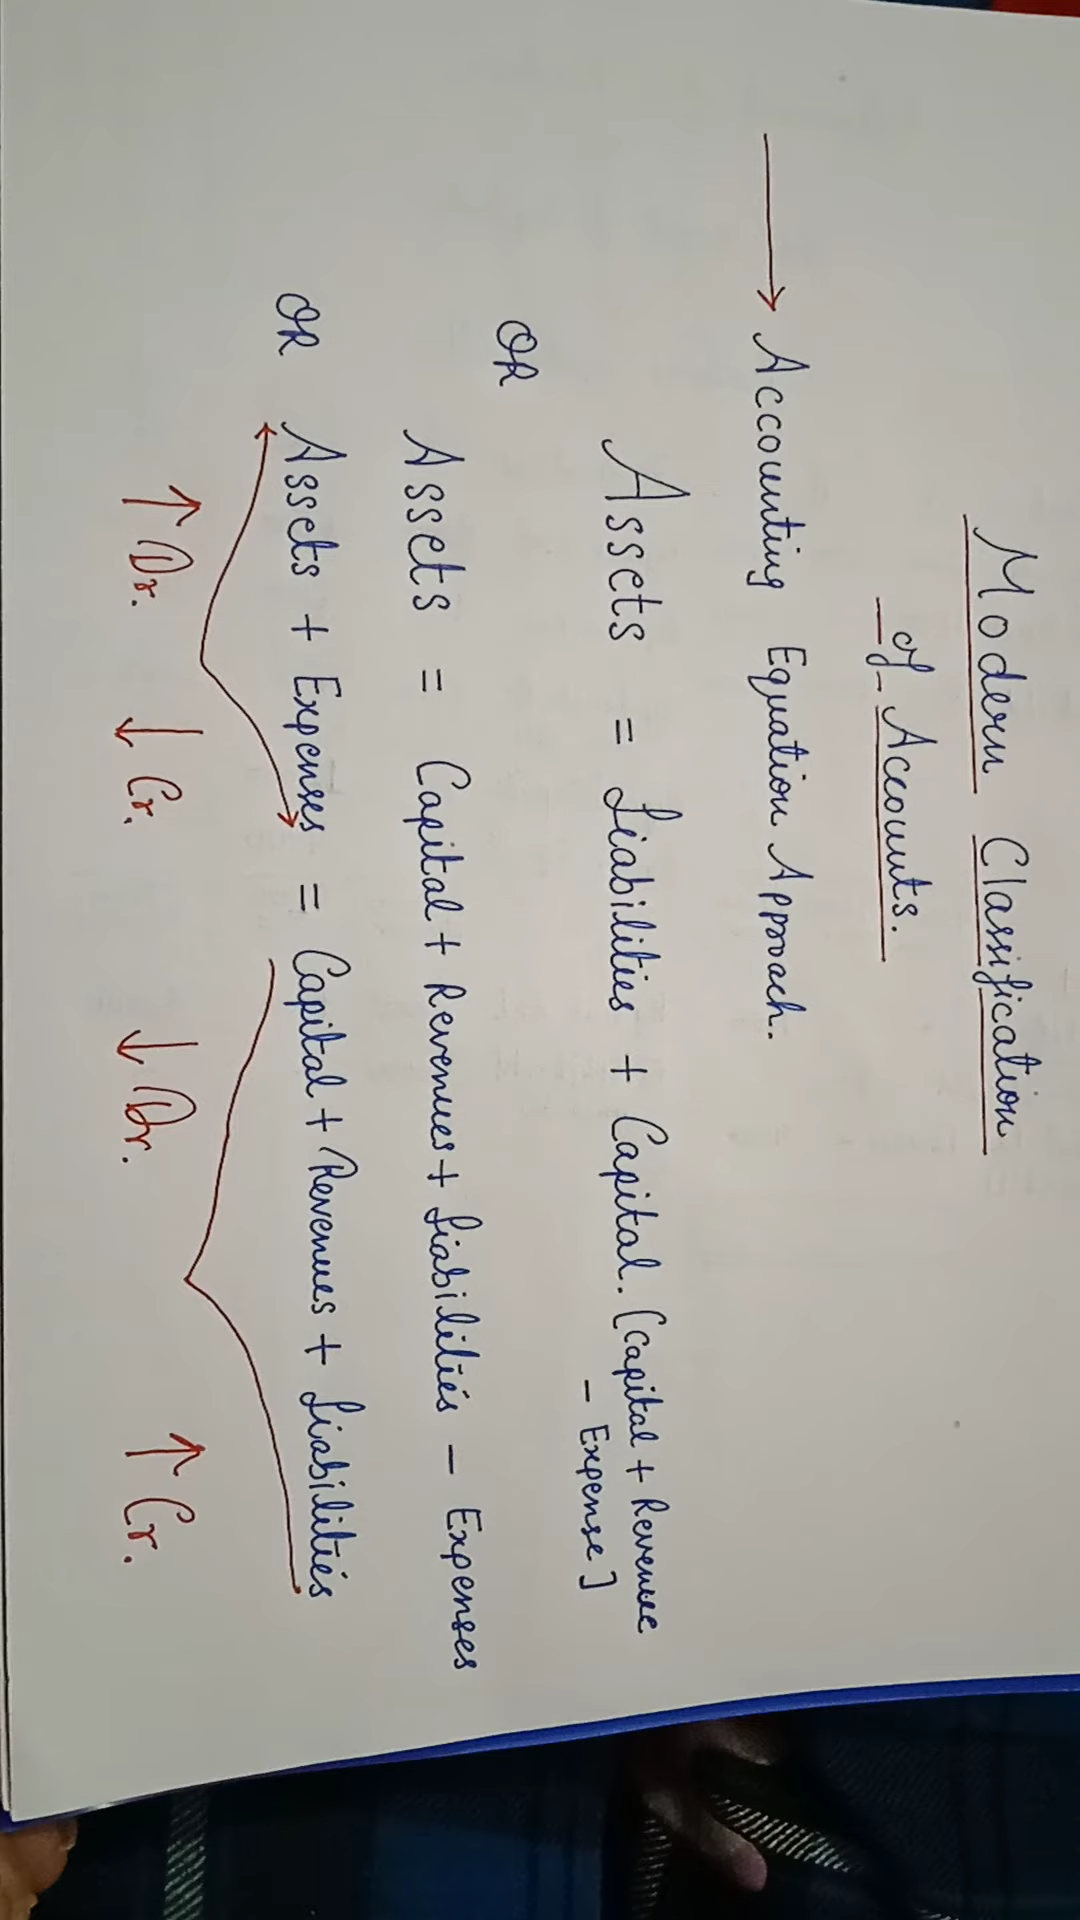 Modern Classification
of Accounts.
→ Accounting Equation Approach.
Assets = Liabilities + Capital. [Capital + Revenue
- Expense]
OR
Assets = Capital + Revenues + Liabilities - Expenses
OR Assets + Expenses = Capital + Revenues + Liabilities
↑ Dr. ↓ Cr. ↓ Dr. ↑ Cr.